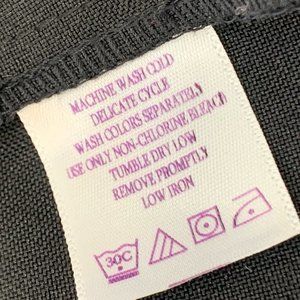 MACHINE WASH COLD
DELICATE CYCLE
WASH COLORS SEPARATELY
USE ONLY NON-CHLORINE BLEACH
TUMBLE DRY LOW
REMOVE PROMPTLY
LOW IRON
30C